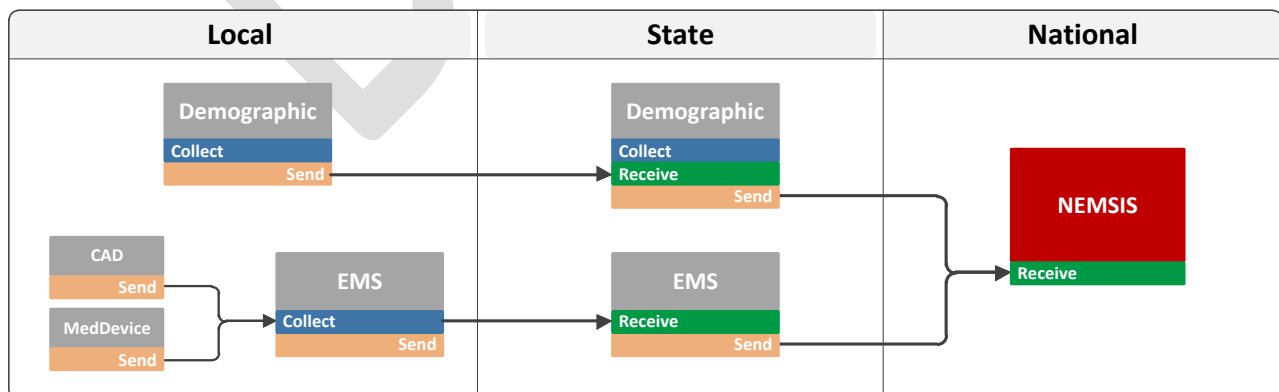 Local
State
National
Demographic
Collect
Send
Demographic
Collect
Receive
Send
NEMSIS
Receive
CAD
Send
MedDevice
Send
EMS
Collect
Send
EMS
Receive
Send